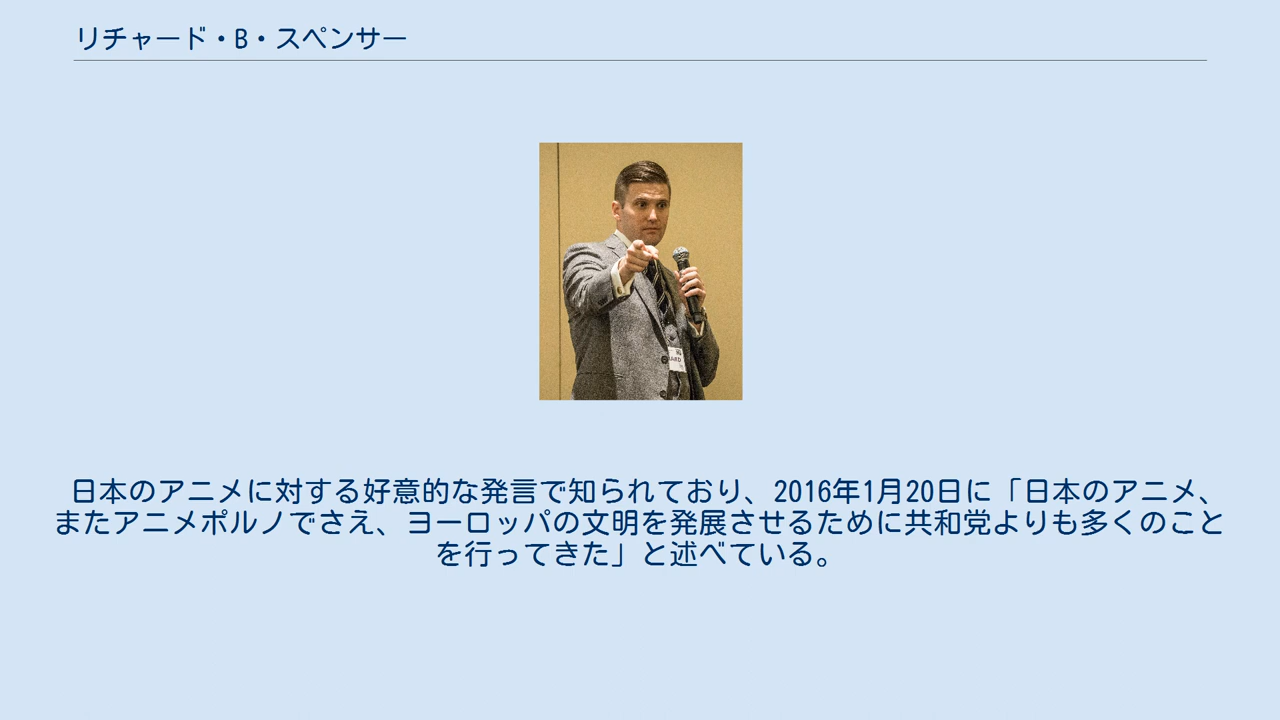 リチャード・B・スペンサー
日本のアニメに対する好意的な発言で知られており、2016年1月20日に「日本のアニメ、
またアニメポルノでさえ、ヨーロッパの文明を発展させるために共和党よりも多くのこと
を行ってきた」と述べている。